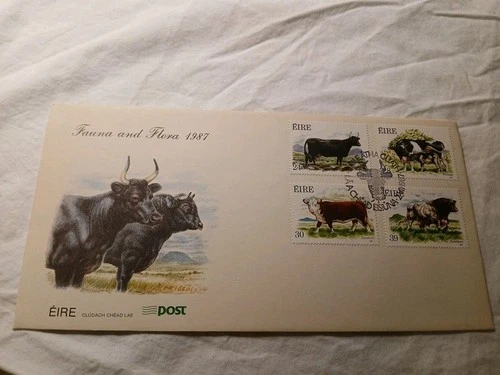 Fauna and Flora 1987
ÉIRE
ÉIRE
ÉIRE
30
ÉIRE
39
ÉIRE CLÚDACH CHÉAD LAE
post